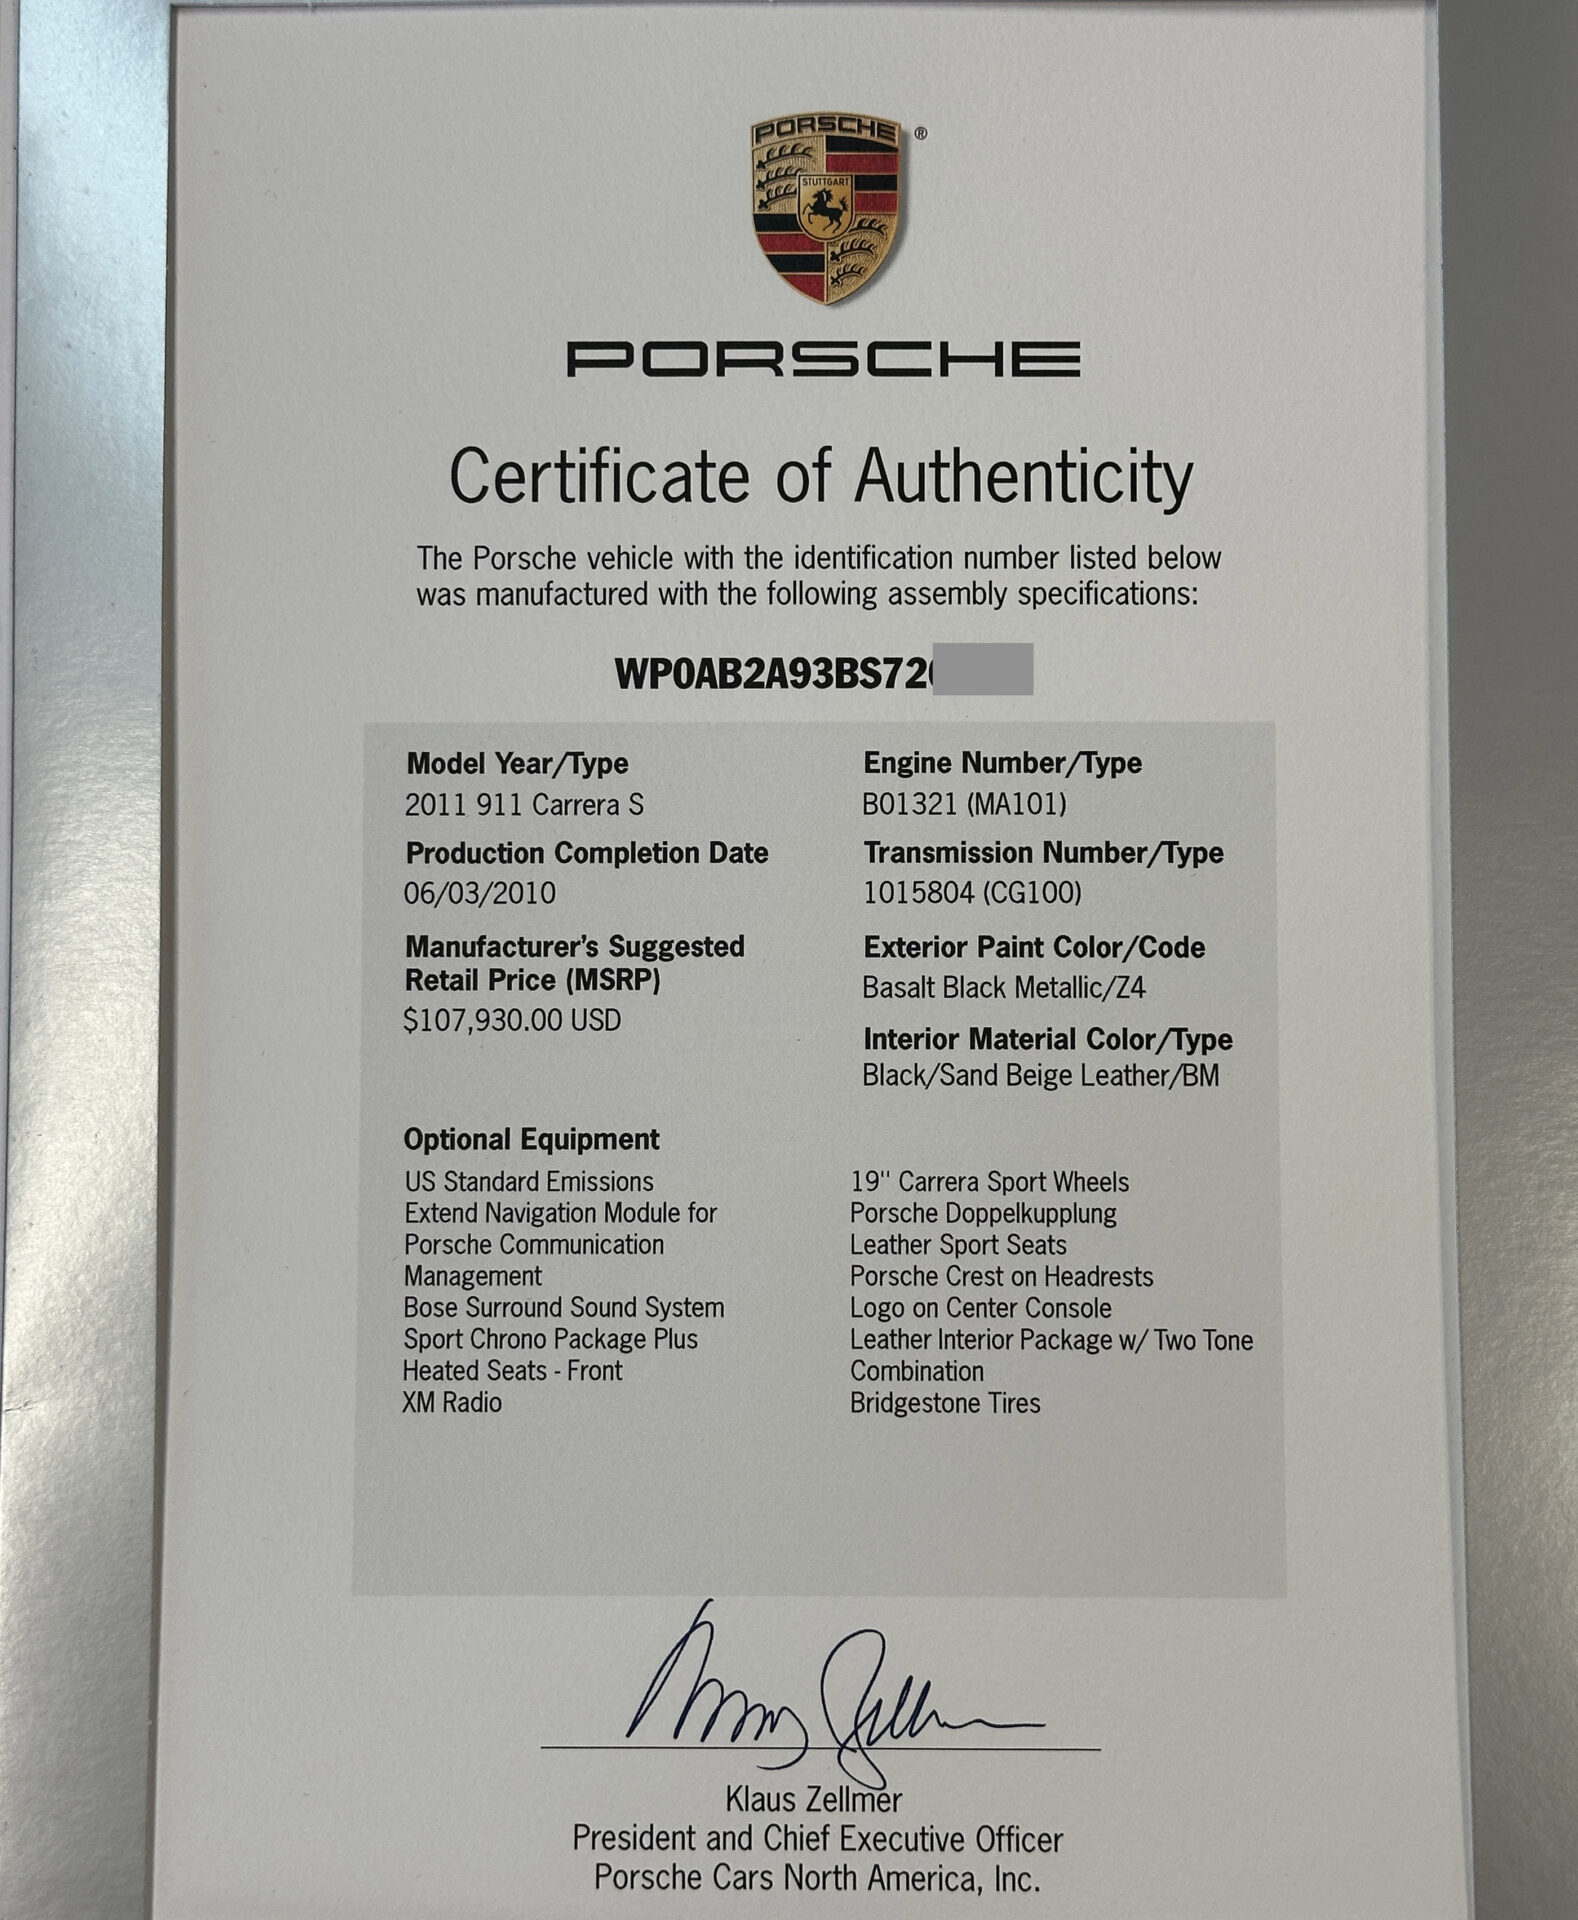 PORSCHE
®
STUTTGART
PORSCHE
Certificate of Authenticity
The Porsche vehicle with the identification number listed below
was manufactured with the following assembly specifications:
WP0AB2A93BS72
Model Year/Type
2011 911 Carrera S
Production Completion Date
06/03/2010
Manufacturer's Suggested
Retail Price (MSRP)
$107,930.00 USD
Engine Number/Type
B01321 (MA101)
Transmission Number/Type
1015804 (CG100)
Exterior Paint Color/Code
Basalt Black Metallic/Z4
Interior Material Color/Type
Black/Sand Beige Leather/BM
Optional Equipment
US Standard Emissions
Extend Navigation Module for
Porsche Communication
Management
Bose Surround Sound System
Sport Chrono Package Plus
Heated Seats - Front
XM Radio
19" Carrera Sport Wheels
Porsche Doppelkupplung
Leather Sport Seats
Porsche Crest on Headrests
Logo on Center Console
Leather Interior Package w/ Two Tone
Combination
Bridgestone Tires
Klaus Zellmer
President and Chief Executive Officer
Porsche Cars North America, Inc.